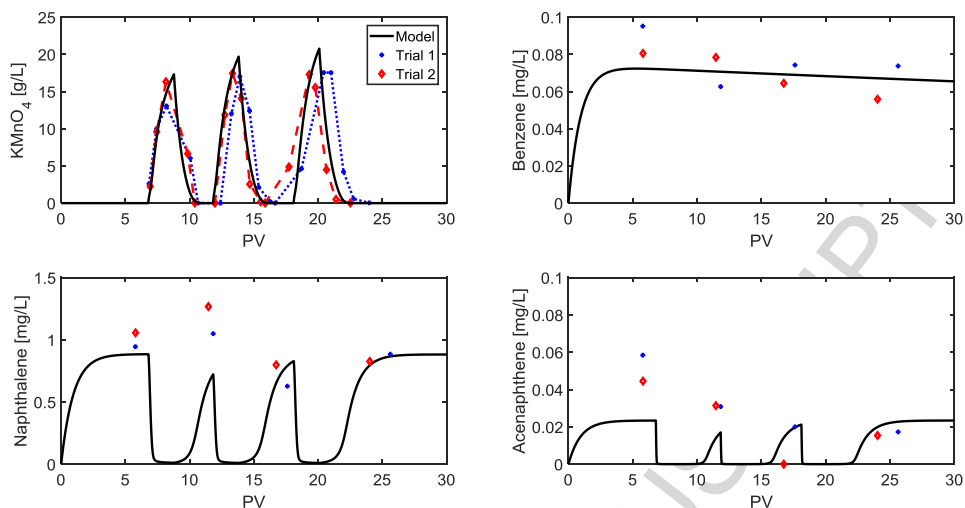 25
20
15
10
5
0
KMnO4 [g/L]
Model
Trial 1
Trial 2
0 5 10 15 20 25 30
PV
0.1
0.08
0.06
0.04
0.02
0
Benzene [mg/L]
0 5 10 15 20 25 30
PV
1.5
1
0.5
0
Naphthalene [mg/L]
0 5 10 15 20 25 30
PV
0.1
0.08
0.06
0.04
0.02
0
Acenaphthene [mg/L]
0 5 10 15 20 25 30
PV